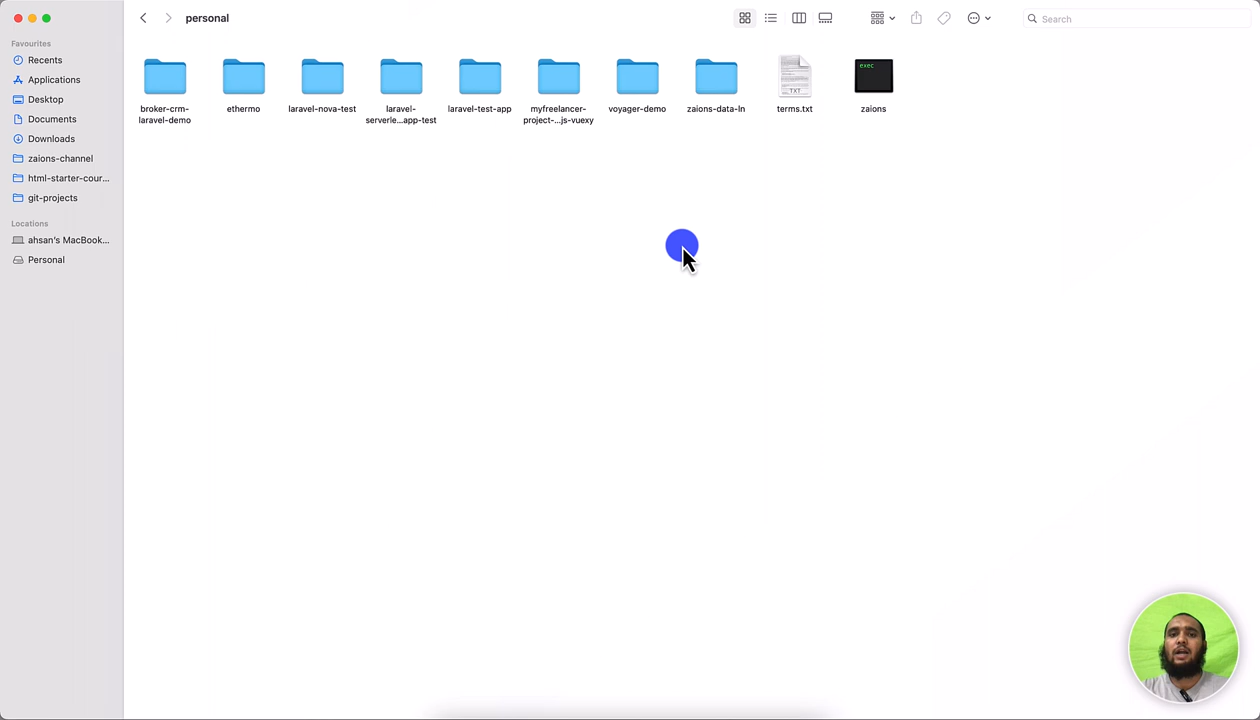 personal
Search
Favourites
Recents
Applications
Desktop
Documents
Downloads
zaions-channel
html-starter-cour...
git-projects
Locations
ahsan's MacBook...
Personal
broker-crm-
laravel-demo
ethermo
laravel-nova-test
laravel-
serverle...app-test
laravel-test-app
myfreelancer-
project-...js-vuexy
voyager-demo
zaions-data-ln
TXT
terms.txt
exec
zaions